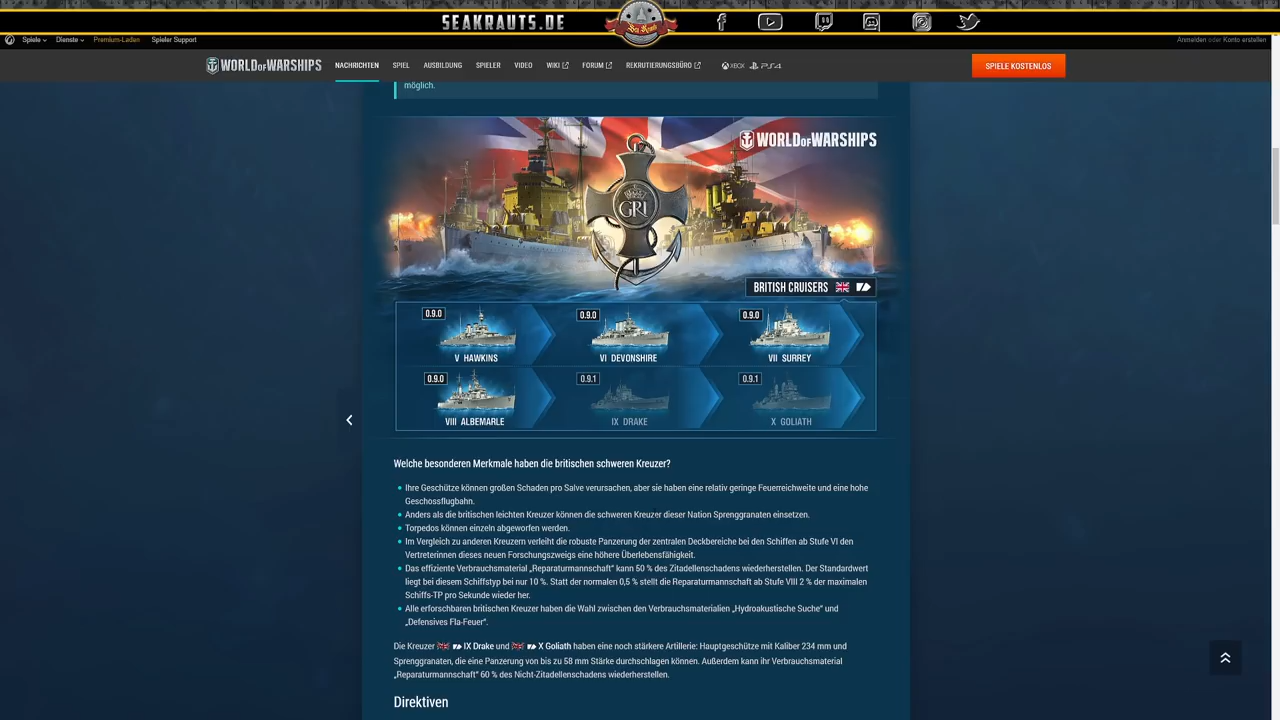 SEAKRAUTS.DE
Sea Krauts
Spiele
Dienste
Premium-Laden
Spieler Support
Anmelden oder Konto erstellen
WORLD OF WARSHIPS
NACHRICHTEN
SPIEL
AUSBILDUNG
SPIELER
VIDEO
WIKI
FORUM
REKRUTIERUNGSBÜRO
XBOX
PS4
SPIELE KOSTENLOS
möglich.
WORLD OF WARSHIPS
GRI
BRITISH CRUISERS
0.9.0
0.9.0
0.9.0
V HAWKINS
VI DEVONSHIRE
VII SURREY
0.9.0
0.9.1
0.9.1
VIII ALBEMARLE
IX DRAKE
X GOLIATH
Welche besonderen Merkmale haben die britischen schweren Kreuzer?
Ihre Geschütze können großen Schaden pro Salve verursachen, aber sie haben eine relativ geringe Feuerreichweite und eine hohe
Geschossflugbahn.
Anders als die britischen leichten Kreuzer können die schweren Kreuzer dieser Nation Sprenggranaten einsetzen.
Torpedos können einzeln abgeworfen werden.
Im Vergleich zu anderen Kreuzern verleiht die robuste Panzerung der zentralen Deckbereiche bei den Schiffen ab Stufe VI den
Vertreterinnen dieses neuen Forschungszweigs eine höhere Überlebensfähigkeit.
Das effiziente Verbrauchsmaterial „Reparaturmannschaft" kann 50 % des Zitadellenschadens wiederherstellen. Der Standardwert
liegt bei diesem Schiffstyp bei nur 10 %. Statt der normalen 0,5 % stellt die Reparaturmannschaft ab Stufe VIII 2 % der maximalen
Schiffs-TP pro Sekunde wieder her.
Alle erforschbaren britischen Kreuzer haben die Wahl zwischen den Verbrauchsmaterialien „Hydroakustische Suche" und
„Defensives Fla-Feuer".
Die Kreuzer IX Drake und X Goliath haben eine noch stärkere Artillerie: Hauptgeschütze mit Kaliber 234 mm und
Sprenggranaten, die eine Panzerung von bis zu 58 mm Stärke durchschlagen können. Außerdem kann ihr Verbrauchsmaterial
„Reparaturmannschaft" 60 % des Nicht-Zitadellenschadens wiederherstellen.
Direktiven